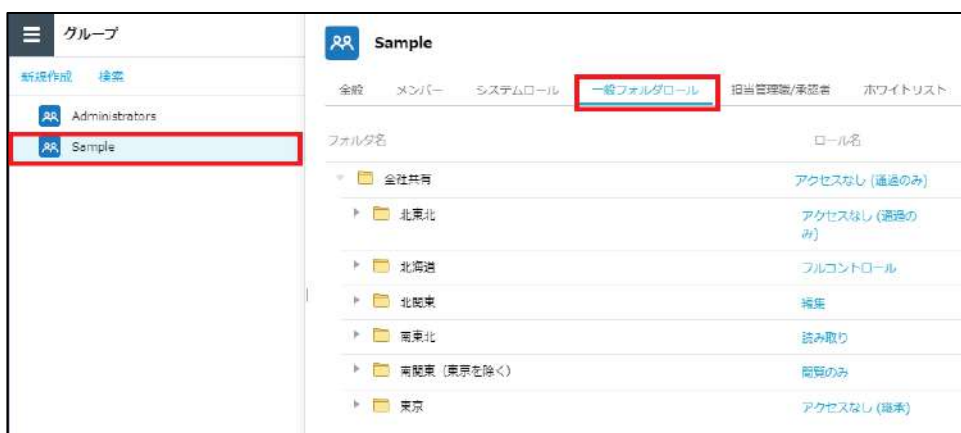 グループ
新規作成 検索
Administrators
Sample
Sample
全般 メンバー システムロール 一般フォルダロール 担当管理職/承認者 ホワイトリスト
フォルダ名 ロール名
全社共有 アクセスなし (通過のみ)
北東北 アクセスなし (通過の
み)
北海道 フルコントロール
北関東 編集
南東北 読み取り
南関東 (東京を除く) 閲覧のみ
東京 アクセスなし (継承)